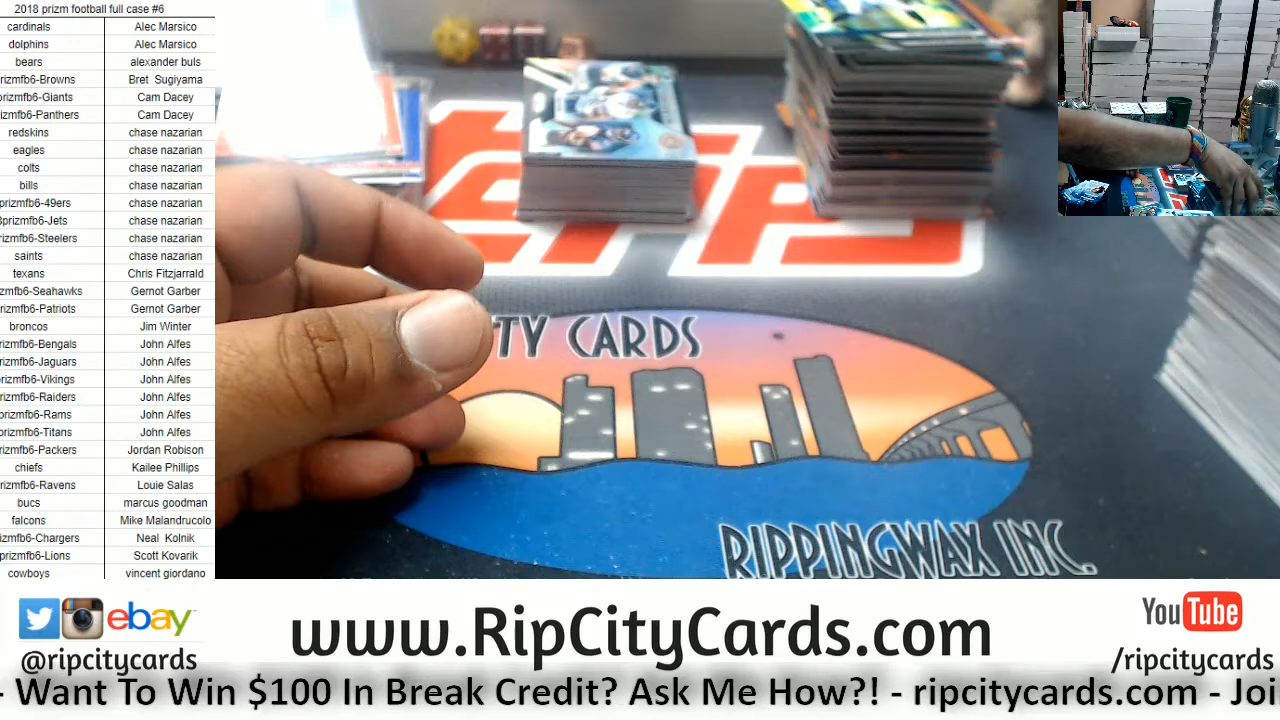 2018 prizm football full case #6
cardinals Alec Marsico
dolphins Alec Marsico
bears alexander buls
rizmfb6-Browns Bret Sugiyama
rizmfb6-Giants Cam Dacey
izmfb6-Panthers Cam Dacey
redskins chase nazarian
eagles chase nazarian
colts chase nazarian
bills chase nazarian
prizmfb6-49ers chase nazarian
prizmfb6-Jets chase nazarian
rizmfb6-Steelers chase nazarian
saints chase nazarian
texans Chris Fitzjarrald
zmfb6-Seahawks Gernot Garber
rizmfb6-Patriots Gernot Garber
broncos Jim Winter
rizmfb6-Bengals John Alfes
izmfb6-Jaguars John Alfes
rizmfb6-Vikings John Alfes
rizmfb6-Raiders John Alfes
prizmfb6-Rams John Alfes
rizmfb6-Titans John Alfes
izmfb6-Packers Jordan Robison
chiefs Kailee Phillips
rizmfb6-Ravens Louie Salas
bucs marcus goodman
falcons Mike Malandrucolo
izmfb6-Chargers Neal Kolnik
prizmfb6-Lions Scott Kovarik
cowboys vincent giordano
TY CARDS
RIPPINGWAX INC.
ebay
@ripcitycards
www.RipCityCards.com
YouTube
/ripcitycards
- Want To Win $100 In Break Credit? Ask Me How?! - ripcitycards.com - Joi